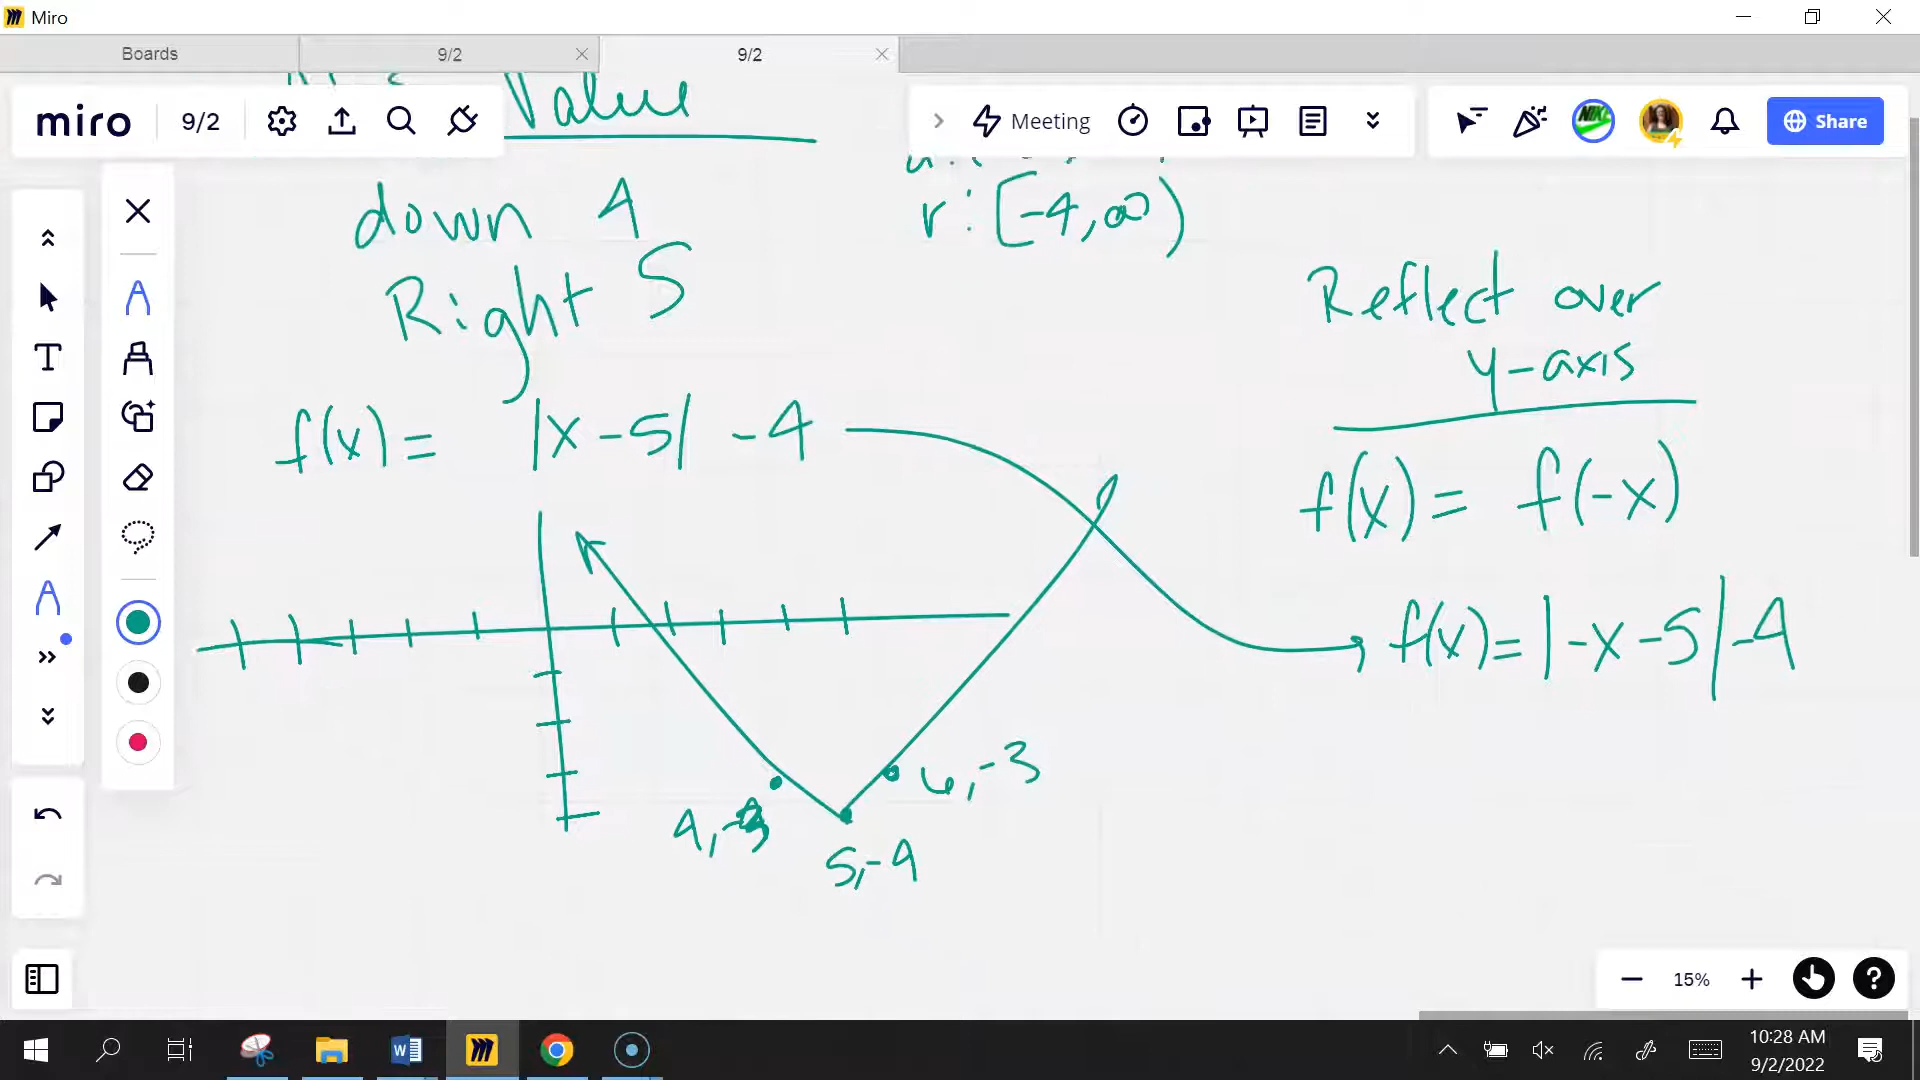 Miro
Boards
9/2
9/2
Value
miro
9/2
Meeting
Share
down 4
r: [-4, ∞)
Right 5
Reflect over
y-axis
f(x) = |x - 5| - 4
f(x) = f(-x)
f(x) = |-x - 5| - 4
6, -3
4, -3
5, -4
15%
10:28 AM
9/2/2022